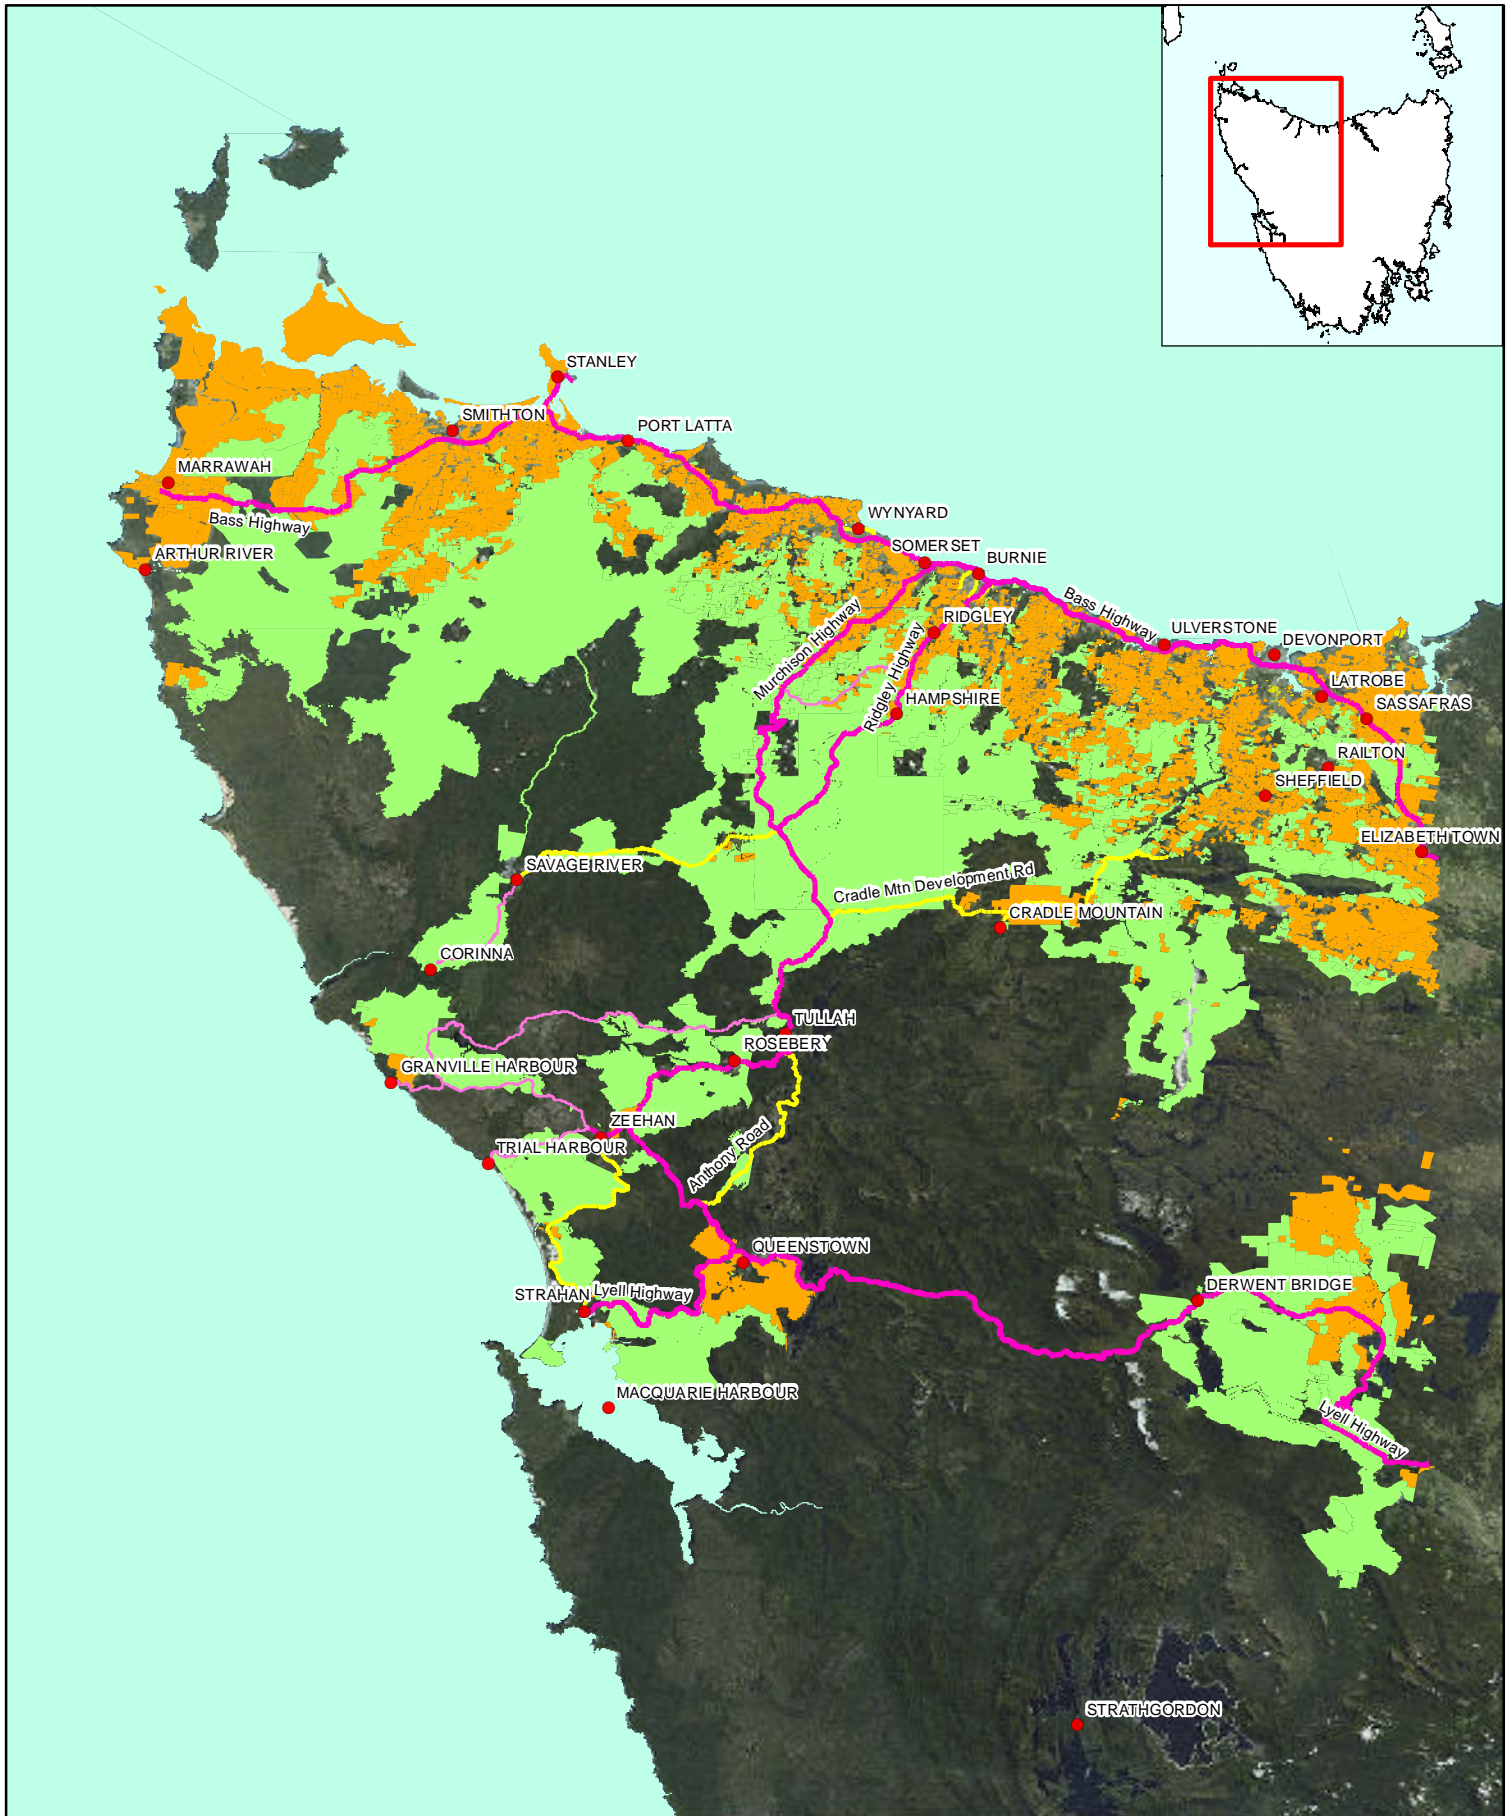 STANLEY
SMITHTON
PORT LATTA
MARRAWAH
Bass Highway
WYNYARD
SOMERSET
BURNIE
ARTHUR RIVER
Bass Highway
RIDGLEY
ULVERSTONE
DEVONPORT
Murchison Highway
Ridgley Highway
LATROBE
HAMPSHIRE
SASSAFRAS
RAILTON
SHEFFIELD
ELIZABETH TOWN
SAVAGE RIVER
Cradle Mtn Development Rd
CRADLE MOUNTAIN
CORINNA
TULLAH
ROSEBERY
GRANVILLE HARBOUR
ZEEHAN
TRIAL HARBOUR
Anthony Road
QUEENSTOWN
DERWENT BRIDGE
STRAHAN
Lyell Highway
MACQUARIE HARBOUR
Lyell Highway
STRATHGORDON